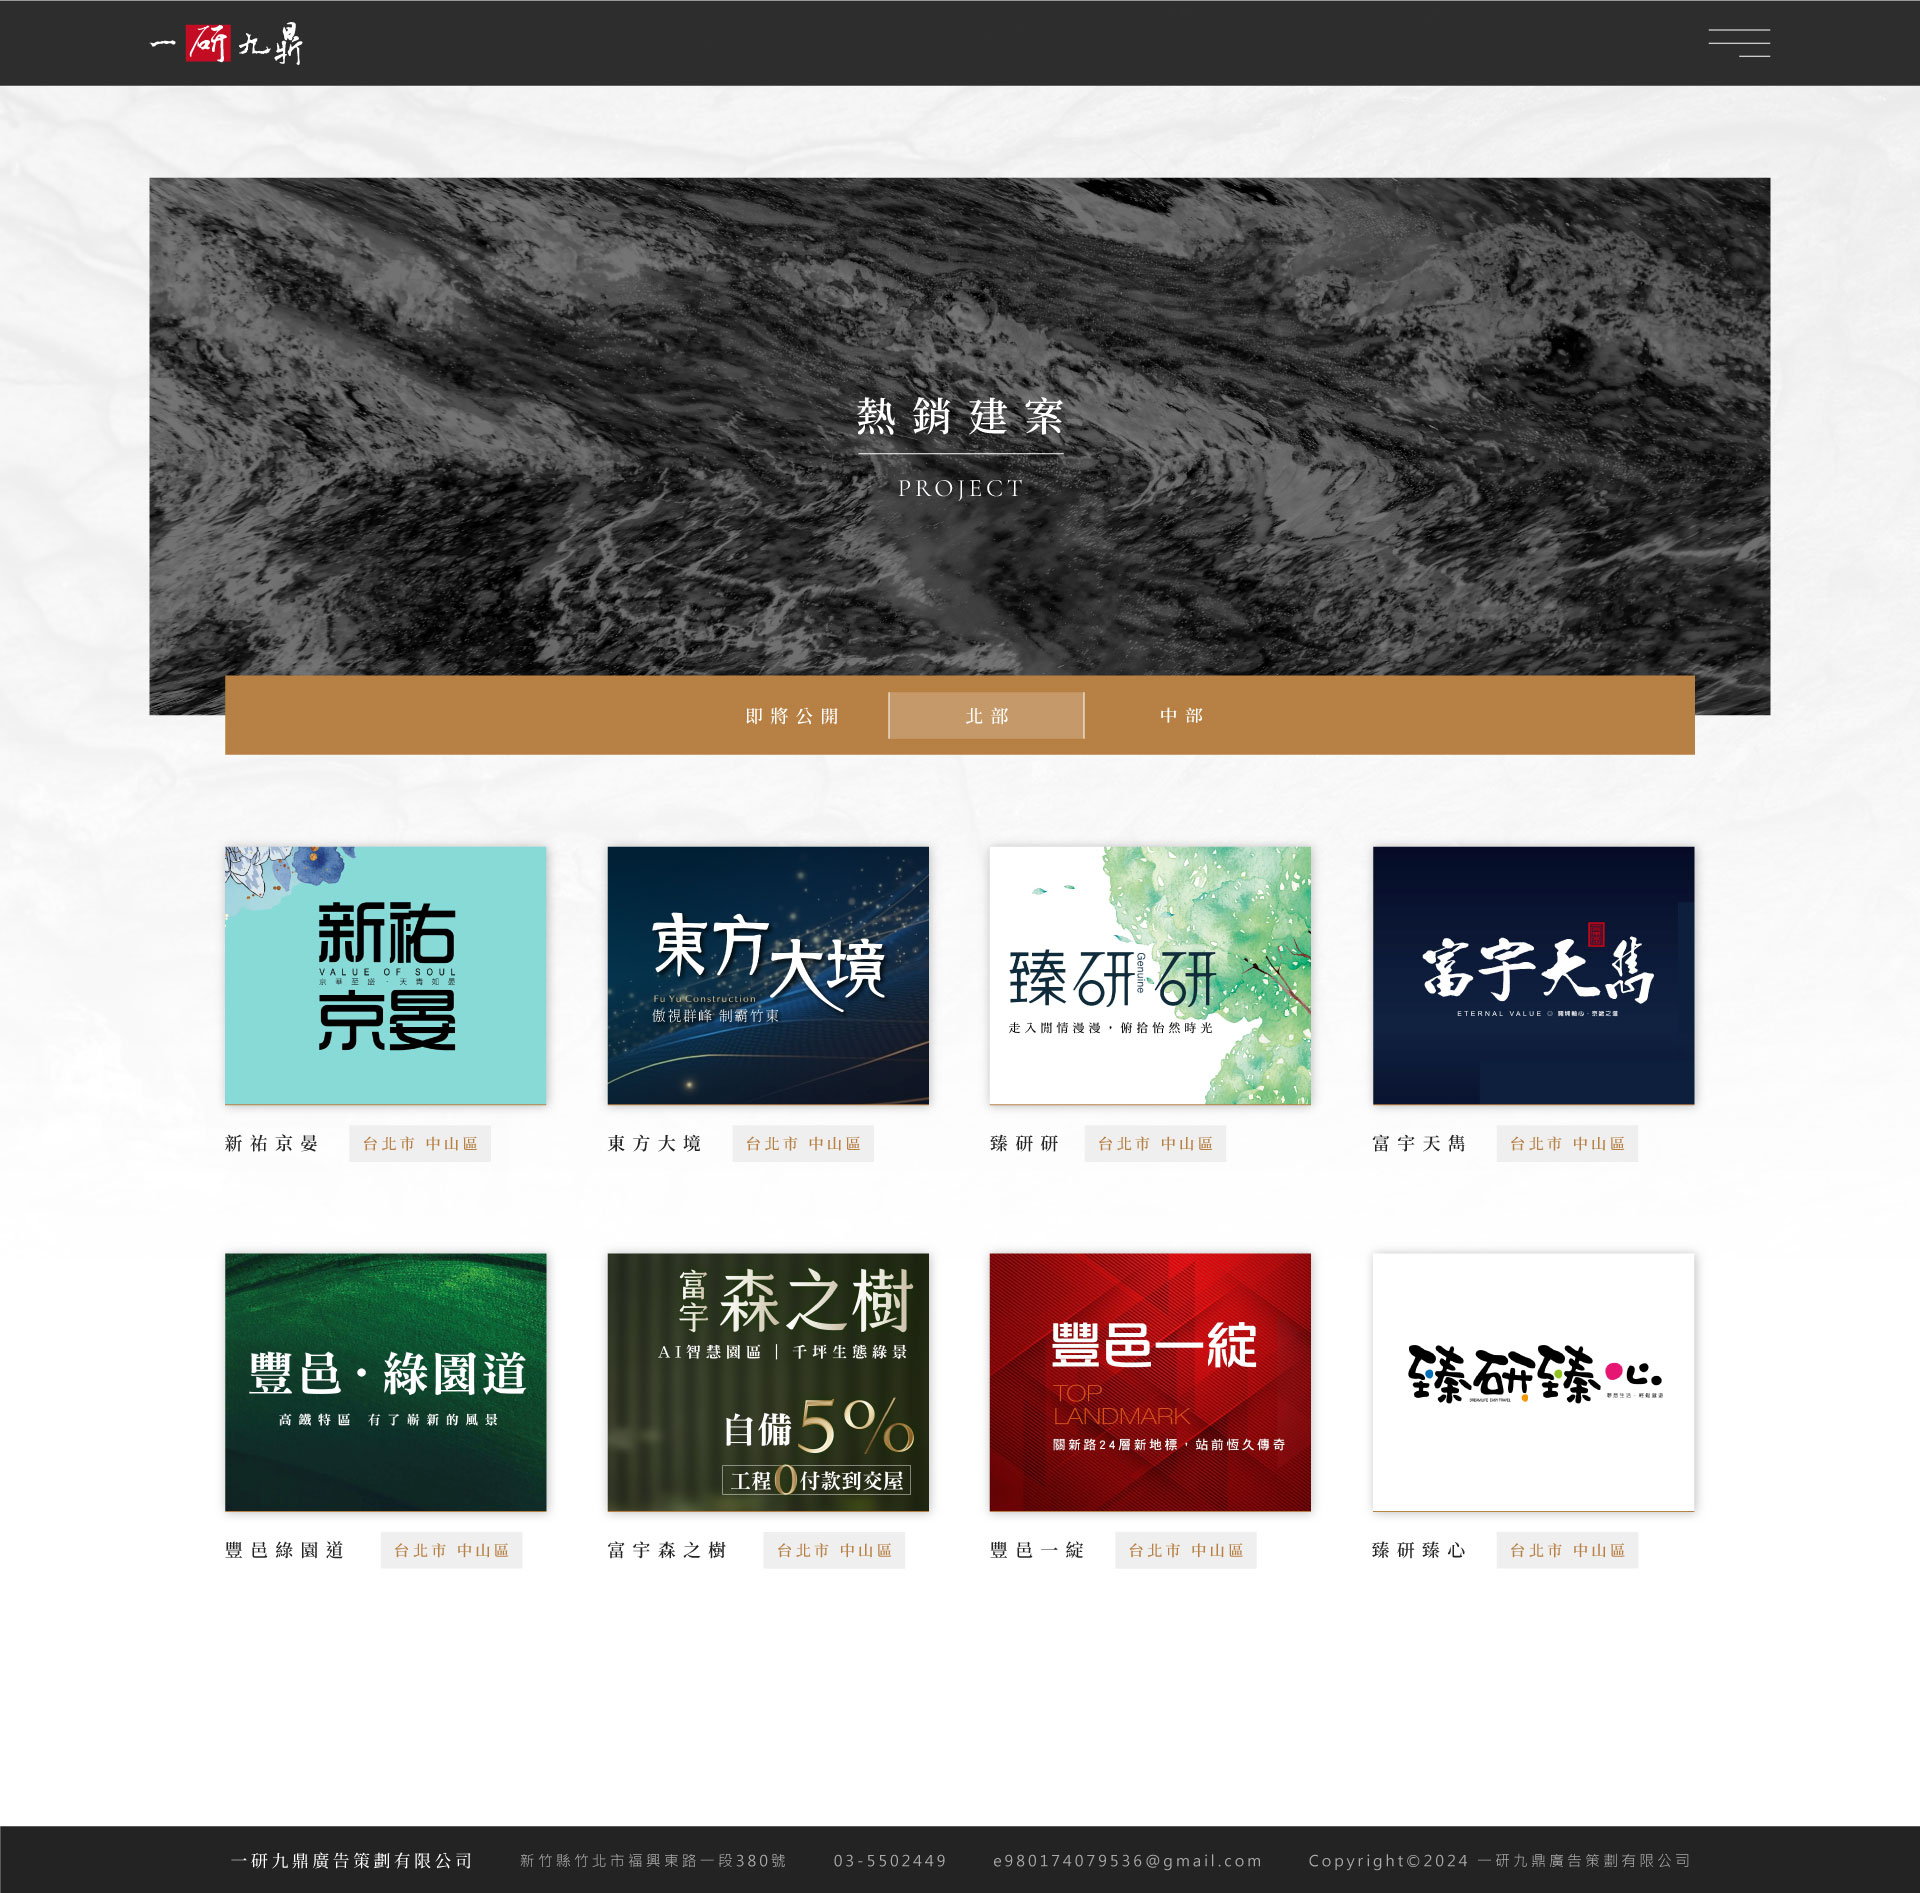 一研九鼎
熱銷建案
PROJECT
即將公開
北部
中部
新祐
VALUE OF SOUL
京華至盛・天青如晏
京晏
東方大境
Fu Yu Construction
傲視群峰 制霸竹東
臻研研
Genuine
走入閒情漫漫，俯拾怡然時光
富宇天雋
ETERNAL VALUE
新祐京晏
台北市 中山區
東方大境
台北市 中山區
臻研研
台北市 中山區
富宇天雋
台北市 中山區
豐邑・綠園道
高鐵特區 有了嶄新的風景
富宇
森之樹
AI智慧園區｜千坪生態綠景
自備5%
工程0付款到交屋
豐邑一綻
TOP
LANDMARK
關新路24層新地標，站前恆久傳奇
臻研臻心
豐邑綠園道
台北市 中山區
富宇森之樹
台北市 中山區
豐邑一綻
台北市 中山區
臻研臻心
台北市 中山區
一研九鼎廣告策劃有限公司
新竹縣竹北市福興東路一段380號
03-5502449
e980174079536@gmail.com
Copyright©2024 一研九鼎廣告策劃有限公司